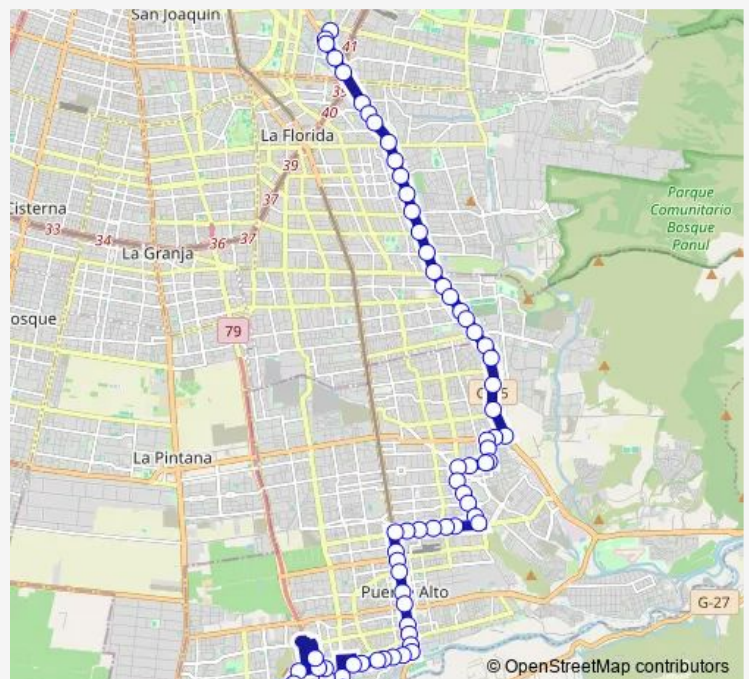 San Joaquín
41
39
40
La Florida
39
37
Cisterna
33
34
36
37
La Granja
Parque
Comunitario
Bosque
Panul
osque
79
La Pintana
Alto
G-27
© OpenStreetMap contributors